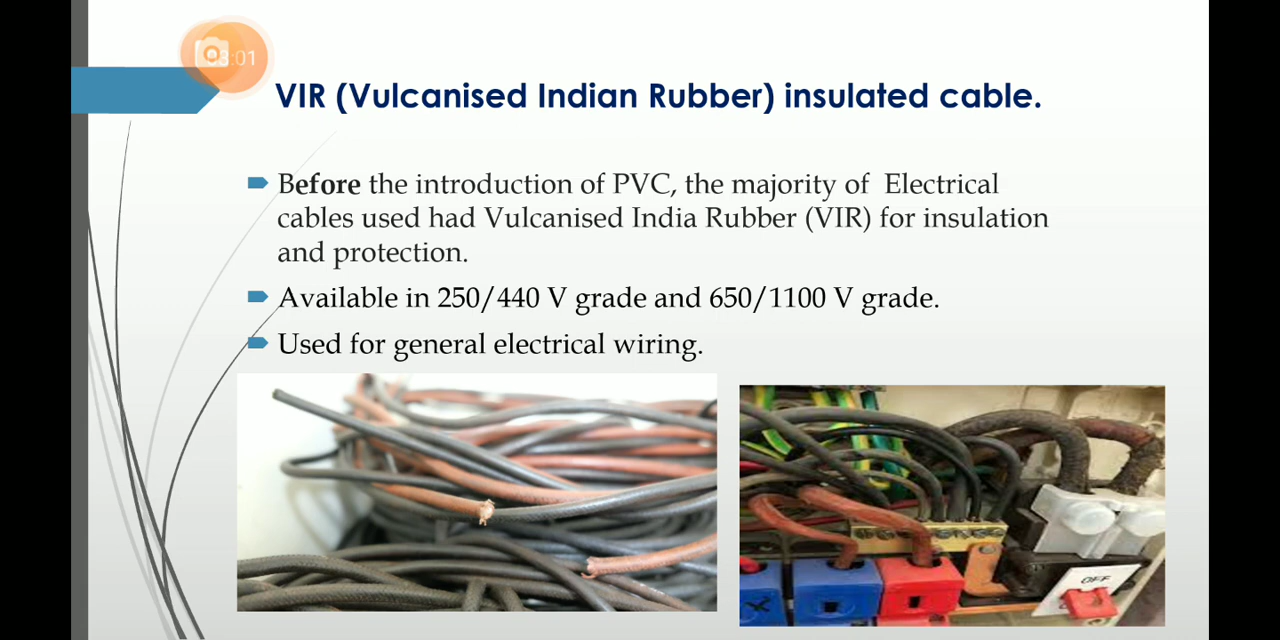 03:01
VIR (Vulcanised Indian Rubber) insulated cable.
Before the introduction of PVC, the majority of Electrical
cables used had Vulcanised India Rubber (VIR) for insulation
and protection.
Available in 250/440 V grade and 650/1100 V grade.
Used for general electrical wiring.
OFF